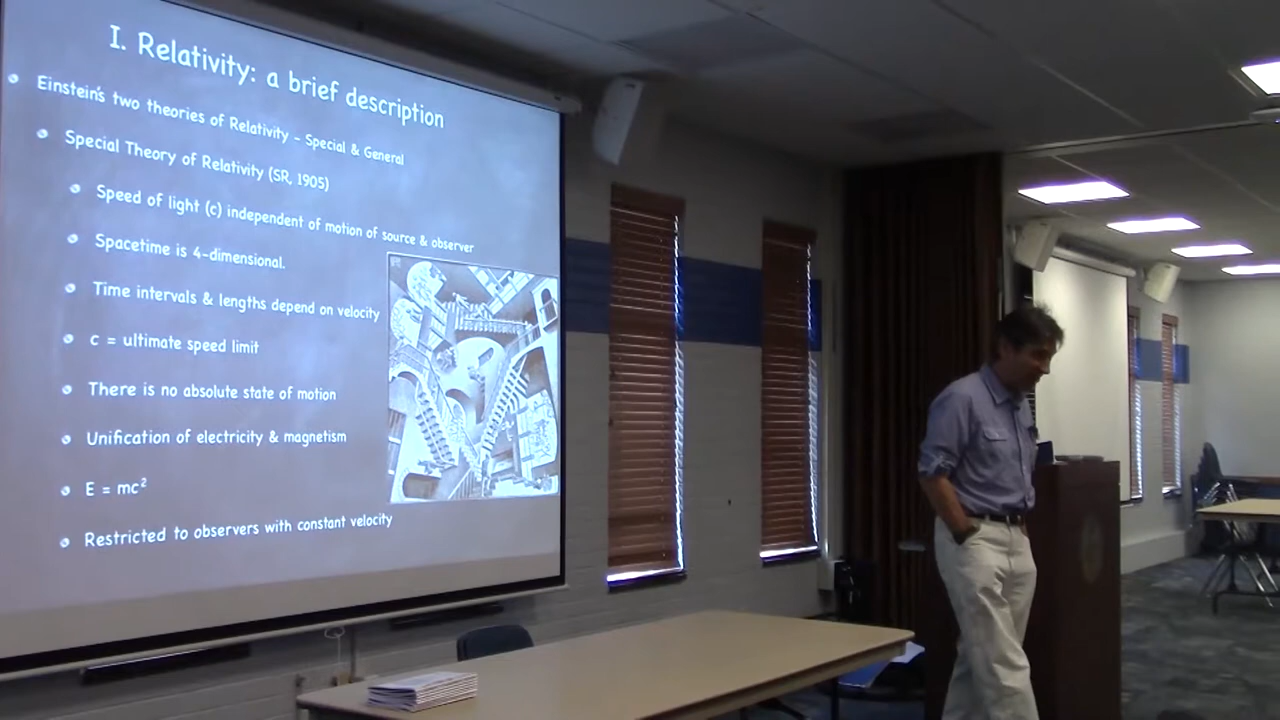 I. Relativity: a brief description
Einstein's two theories of Relativity - Special & General
Special Theory of Relativity (SR, 1905)
Speed of light (c) independent of motion of source & observer
Spacetime is 4-dimensional.
Time intervals & lengths depend on velocity
c = ultimate speed limit
There is no absolute state of motion
Unification of electricity & magnetism
E = mc²
Restricted to observers with constant velocity